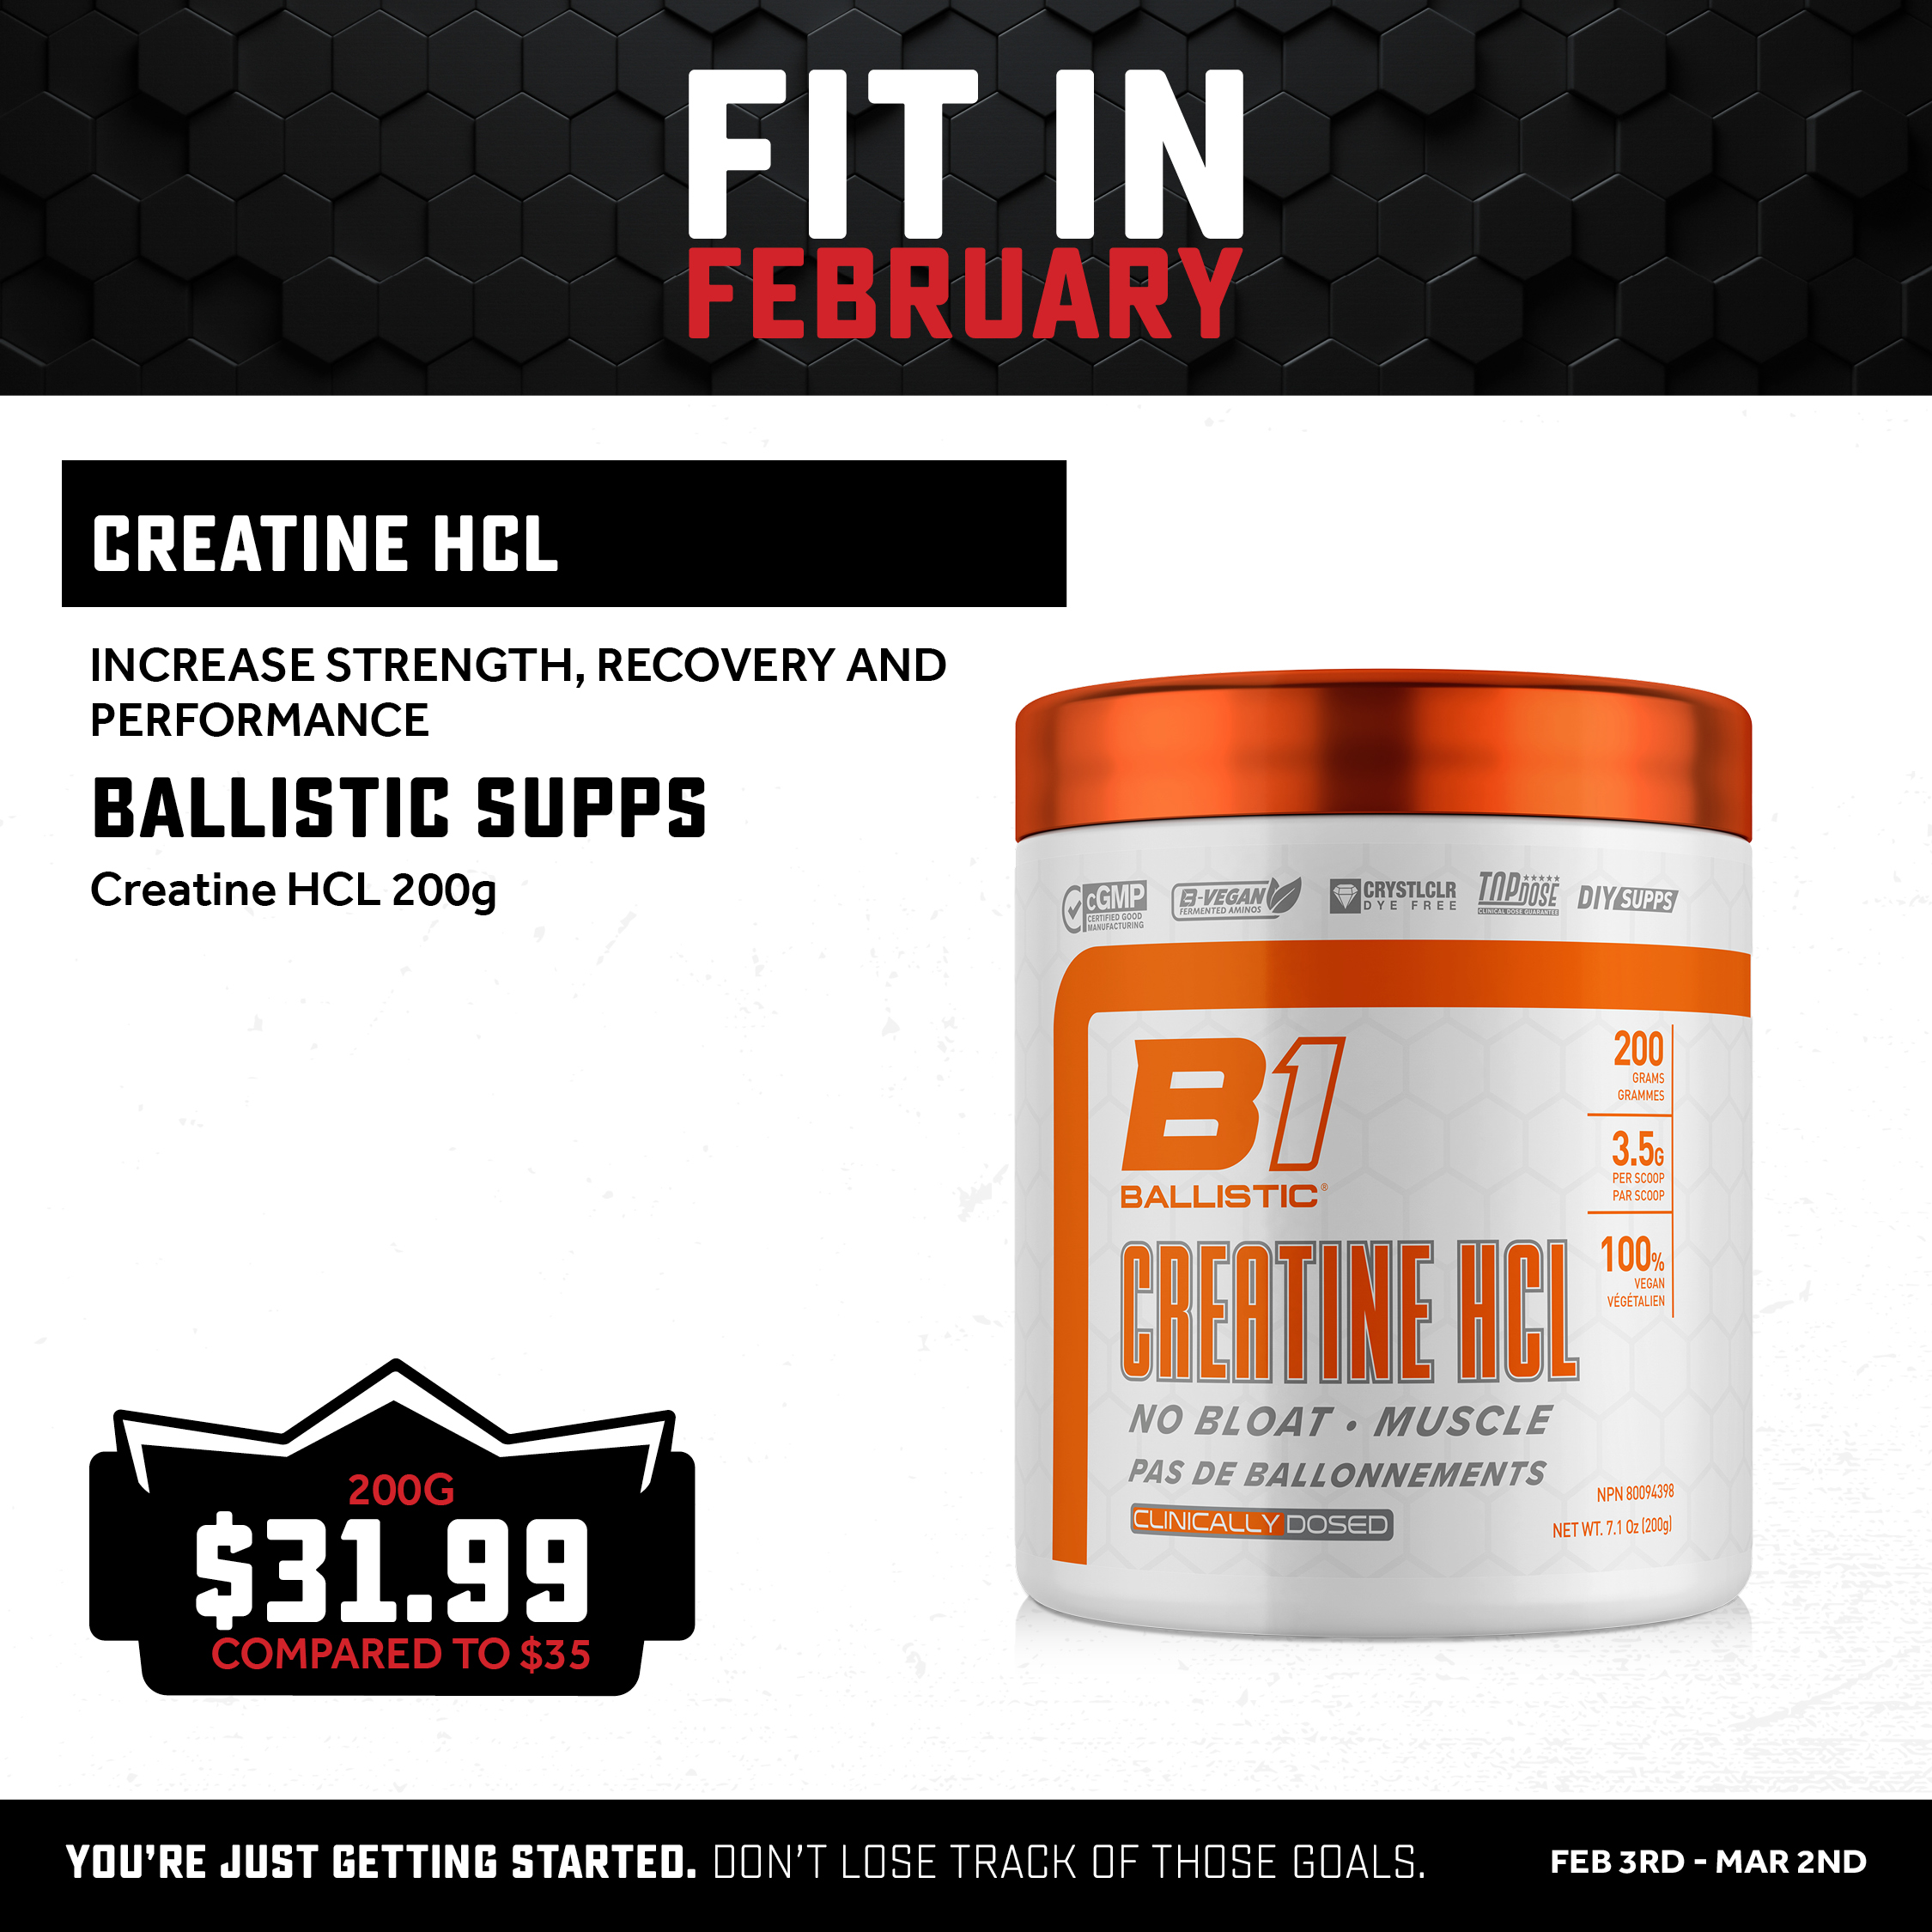 FIT IN
FEBRUARY
CREATINE HCL
INCREASE STRENGTH, RECOVERY AND
PERFORMANCE
BALLISTIC SUPPS
Creatine HCL 200g
200G
$31.99
COMPARED TO $35
cGMP
CERTIFIED GOOD
MANUFACTURING
B-VEGAN
FERMENTED AMINOS
CRYSTLCLR
DYE FREE
TOPDOSE
CLINICAL DOSE GUARANTEE
DIY SUPPS
B1
BALLISTIC®
200
GRAMS
GRAMMES
3.5G
PER SCOOP
PAR SCOOP
100%
VEGAN
VÉGÉTALIEN
CREATINE HCL
NO BLOAT • MUSCLE
PAS DE BALLONNEMENTS
CLINICALLY DOSED
NPN 80094398
NET WT. 7.1 Oz (200g)
YOU'RE JUST GETTING STARTED. DON'T LOSE TRACK OF THOSE GOALS.
FEB 3RD - MAR 2ND